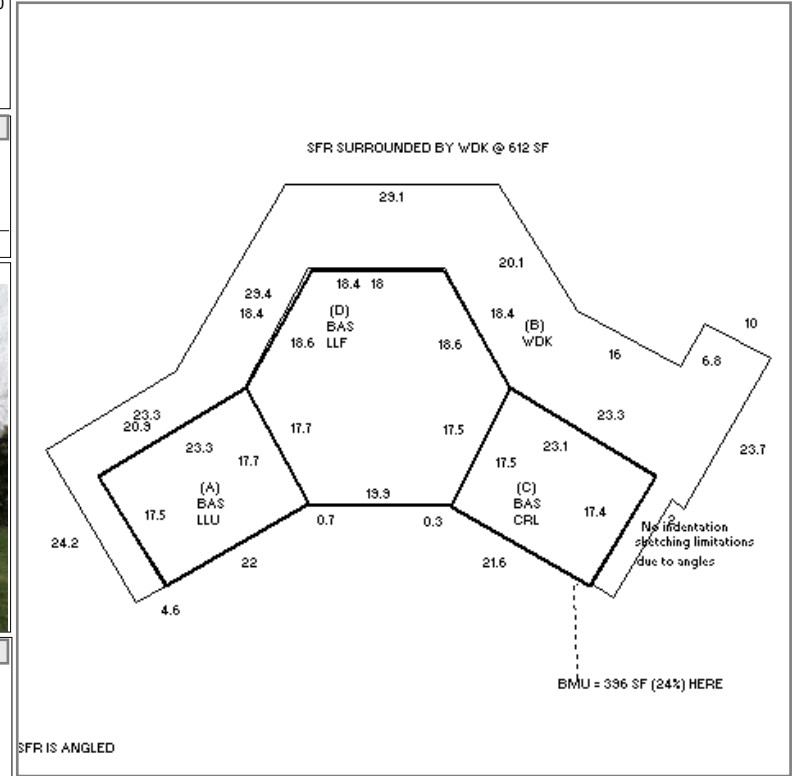 SFR SURROUNDED BY WDK @ 612 SF
29.1
20.1
29.4
18.4 18
18.4
(D)
BAS
LLF
18.4
(B)
WDK
10
18.6
18.6
16
6.8
23.3
20.9
23.3
23.3
17.7
17.7
17.5
23.1
17.5
23.7
(A)
BAS
LLU
17.5
19.9
(C)
BAS
CRL
17.4
0.7
0.3
2
No indentation
sketching limitations
due to angles
24.2
22
21.6
4.6
BMU = 396 SF (24%) HERE
SFR IS ANGLED